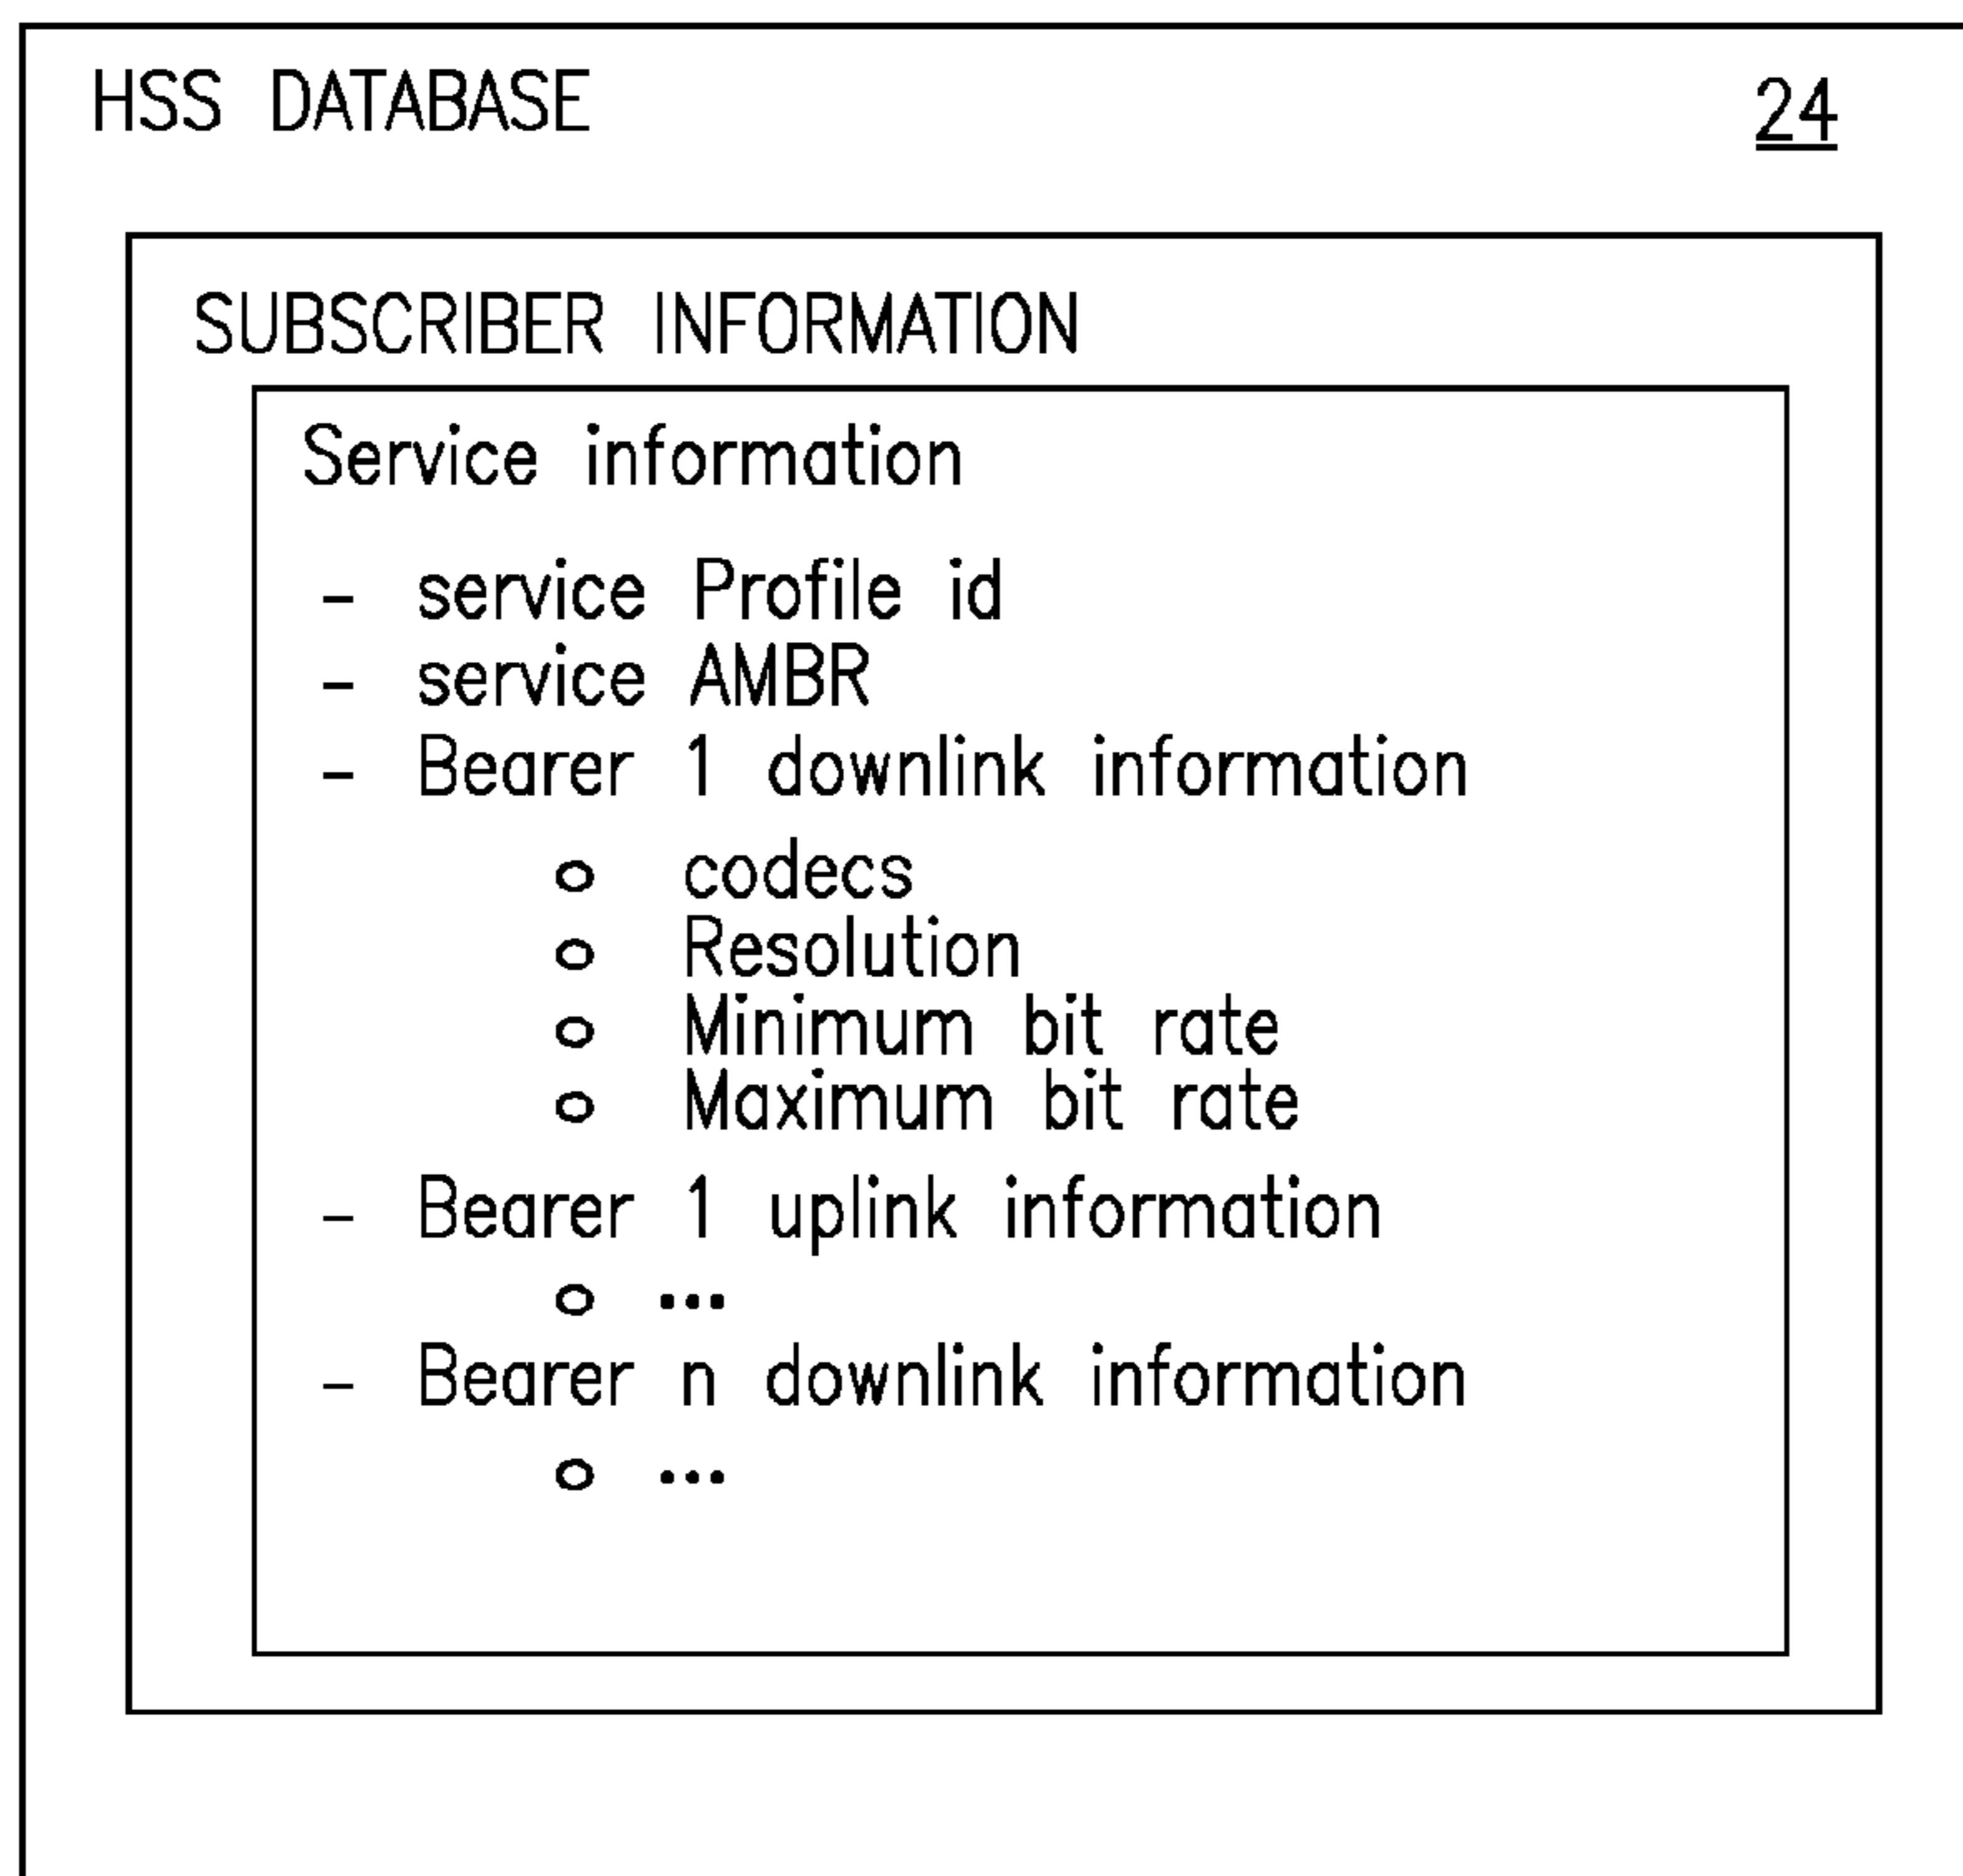 HSS DATABASE 24
SUBSCRIBER INFORMATION
Service information
- service Profile id
- service AMBR
- Bearer 1 downlink information
o codecs
o Resolution
o Minimum bit rate
o Maximum bit rate
- Bearer 1 uplink information
o ...
- Bearer n downlink information
o ...